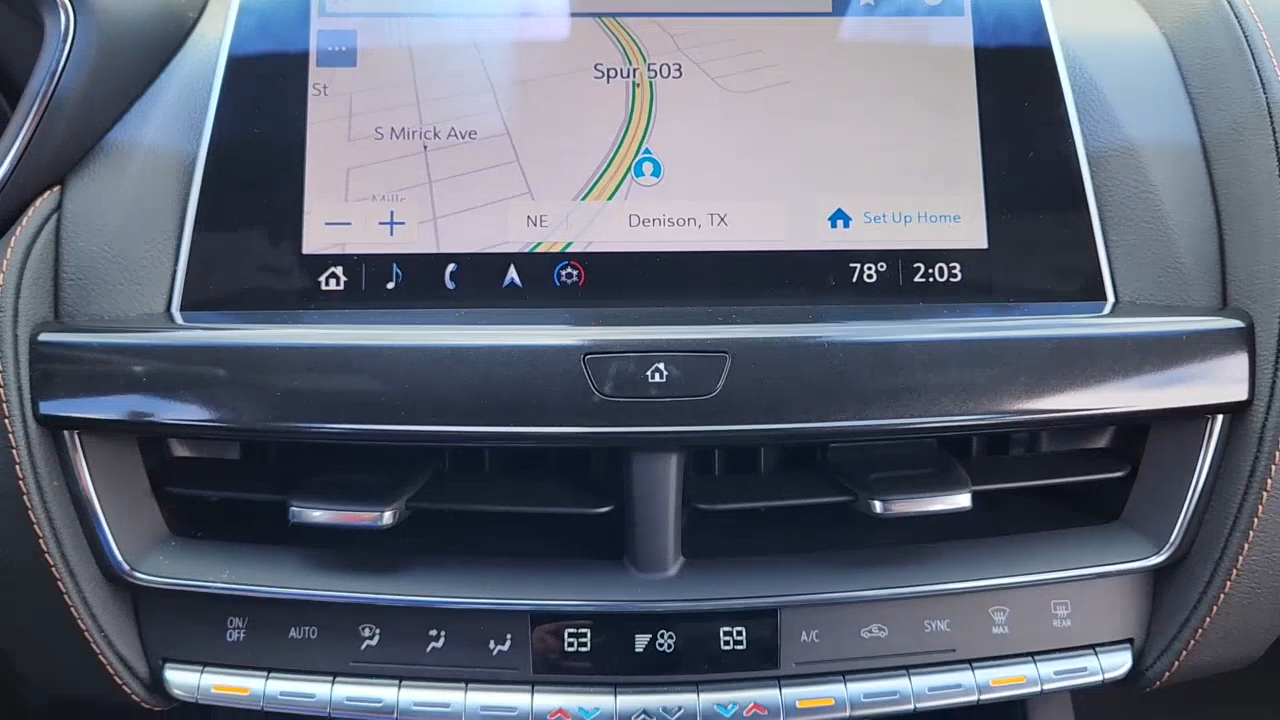 Spur 503
St
S Mirick Ave
NE
Denison, TX
Set Up Home
78° 2:03
ON/
OFF
AUTO
63
69
A/C
SYNC
MAX
REAR